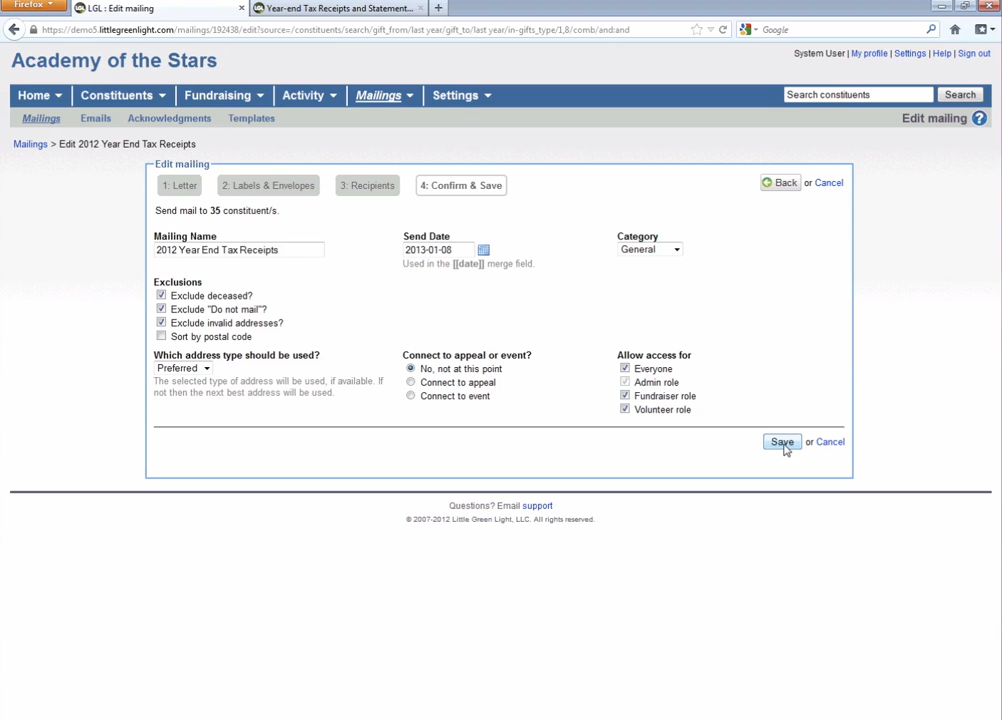 Firefox
LGL : Edit mailing
Year-end Tax Receipts and Statement...
https://demo5.littlegreenlight.com/mailings/192438/edit?source=/constituents/search/gift_from/last year/gift_to/last year/in-gifts_type/1,8/comb/and:and
Google
System User | My profile | Settings | Help | Sign out
Academy of the Stars
Home Constituents Fundraising Activity Mailings Settings
Search constituents Search
Mailings Emails Acknowledgments Templates
Edit mailing ?
Mailings > Edit 2012 Year End Tax Receipts
Edit mailing
1: Letter 2: Labels & Envelopes 3: Recipients 4: Confirm & Save
Back or Cancel
Send mail to 35 constituent/s.
Mailing Name Send Date Category
2012 Year End Tax Receipts 2013-01-08 General
Used in the [[date]] merge field.
Exclusions
Exclude deceased?
Exclude "Do not mail"?
Exclude invalid addresses?
Sort by postal code
Which address type should be used?
Preferred
The selected type of address will be used, if available. If
not then the next best address will be used.
Connect to appeal or event?
No, not at this point
Connect to appeal
Connect to event
Allow access for
Everyone
Admin role
Fundraiser role
Volunteer role
Save or Cancel
Questions? Email support
© 2007-2012 Little Green Light, LLC. All rights reserved.